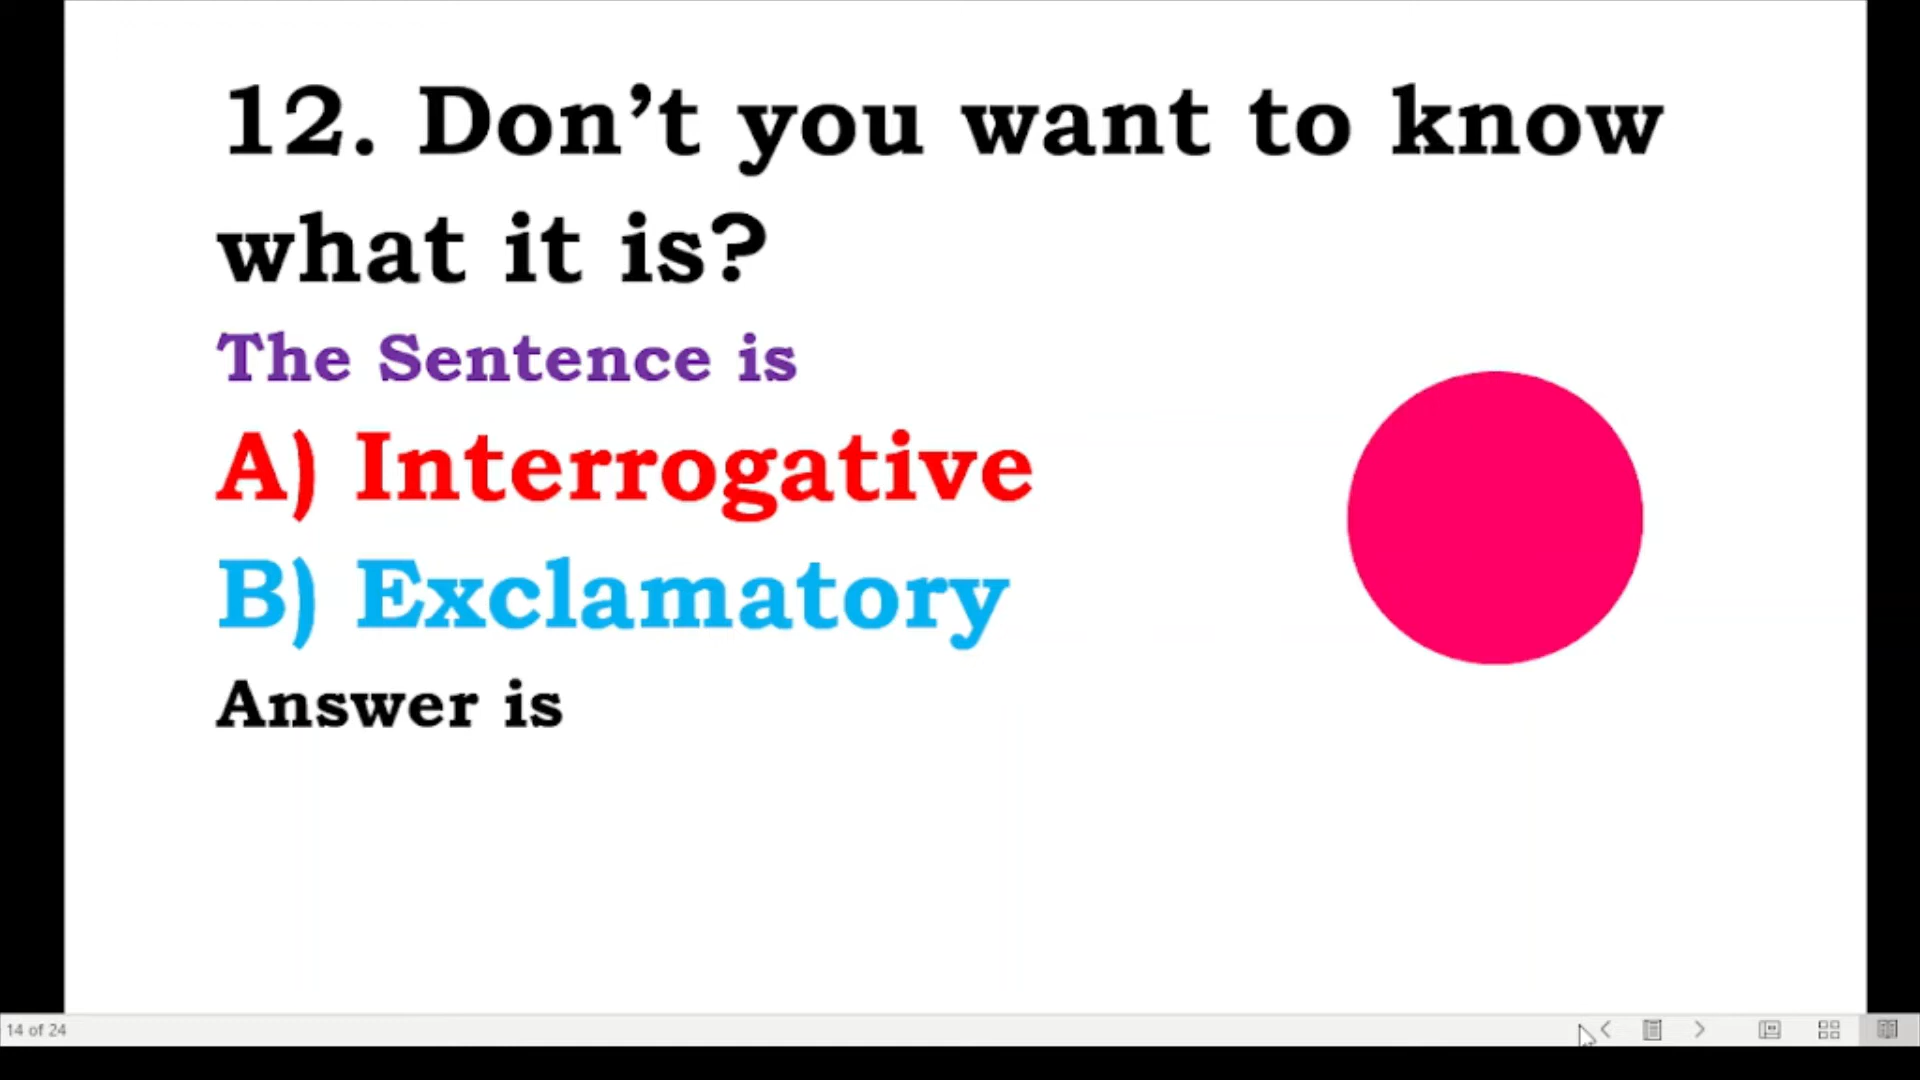 12. Don’t you want to know
what it is?
The Sentence is
A) Interrogative
B) Exclamatory
Answer is
14 of 24